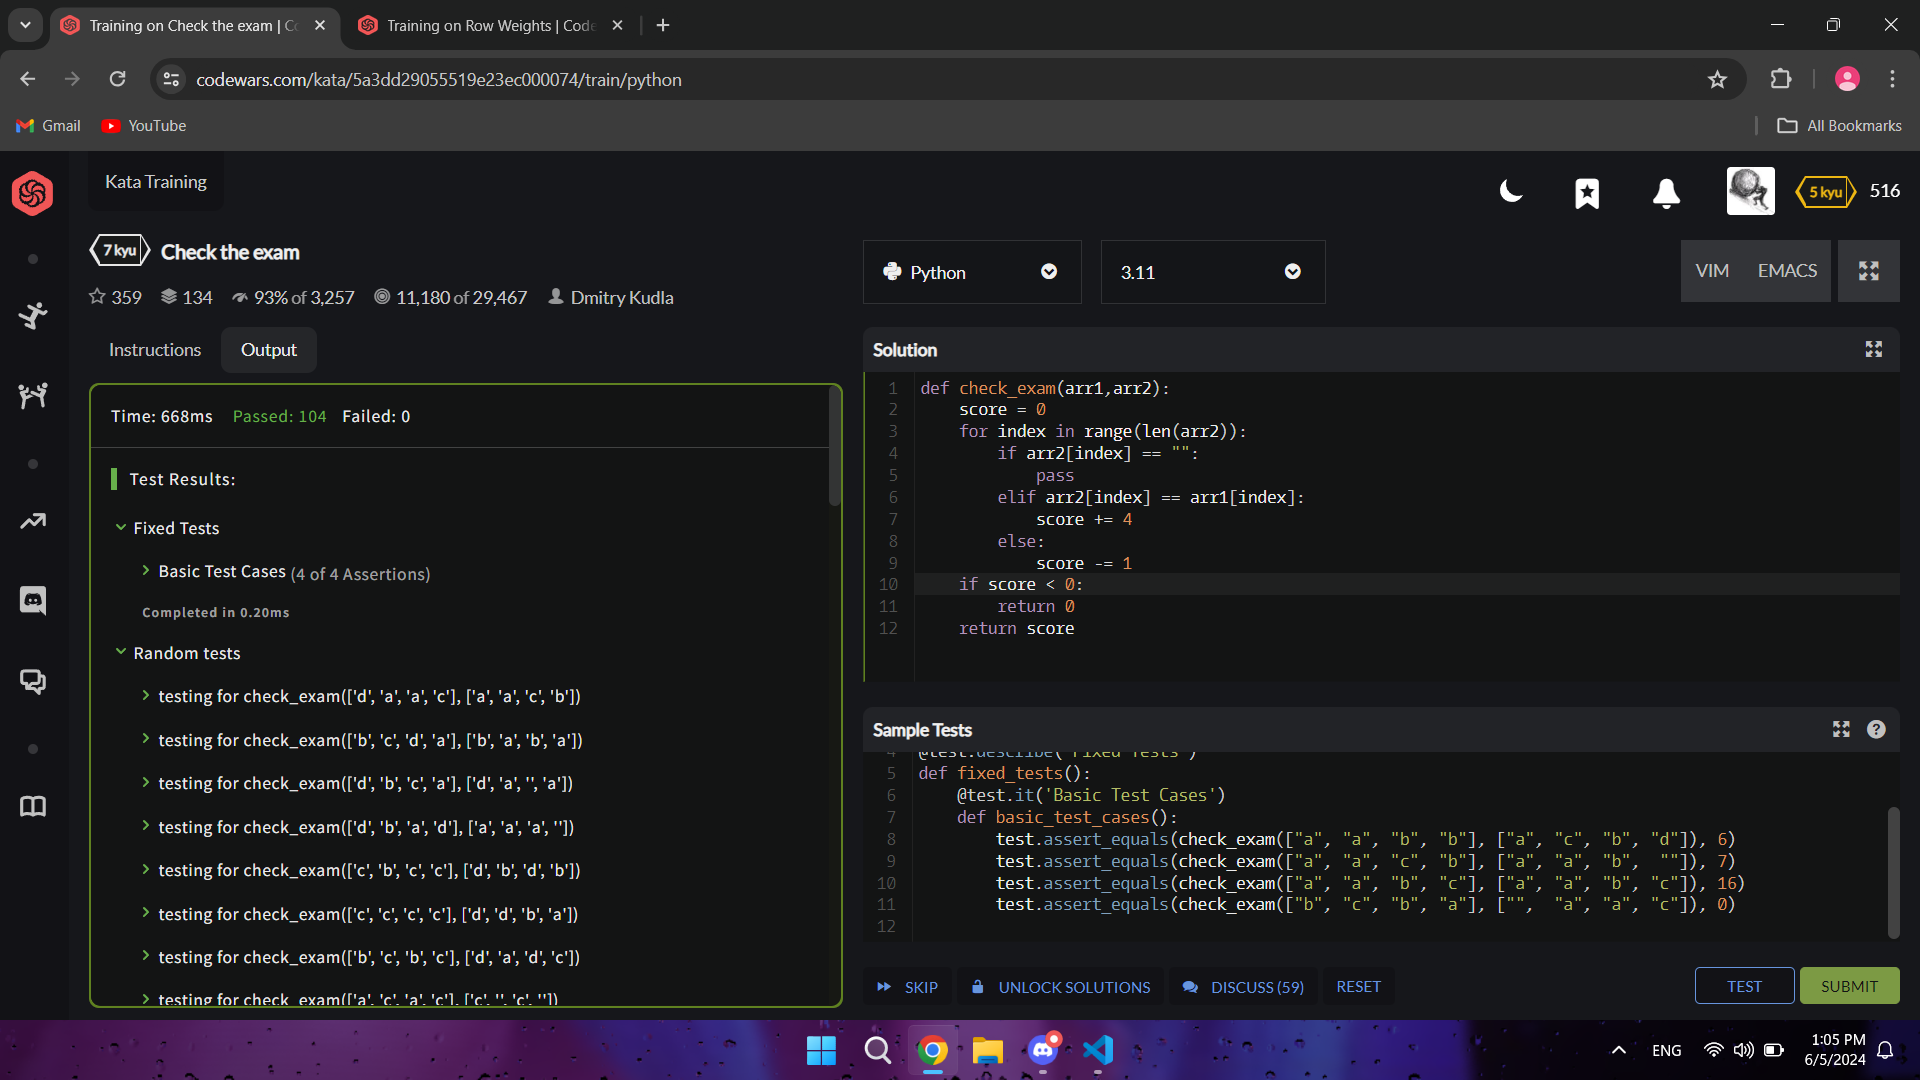 Training on Check the exam | Co
Training on Row Weights | Code
codewars.com/kata/5a3dd29055519e23ec000074/train/python
Gmail
YouTube
All Bookmarks
Kata Training
5 kyu
516
7 kyu
Check the exam
359
134
93% of 3,257
11,180 of 29,467
Dmitry Kudla
Python
3.11
VIM
EMACS
Instructions
Output
Time: 668ms Passed: 104 Failed: 0
Test Results:
Fixed Tests
Basic Test Cases (4 of 4 Assertions)
Completed in 0.20ms
Random tests
testing for check_exam(['d', 'a', 'a', 'c'], ['a', 'a', 'c', 'b'])
testing for check_exam(['b', 'c', 'd', 'a'], ['b', 'a', 'b', 'a'])
testing for check_exam(['d', 'b', 'c', 'a'], ['d', 'a', '', 'a'])
testing for check_exam(['d', 'b', 'a', 'd'], ['a', 'a', 'a', ''])
testing for check_exam(['c', 'b', 'c', 'c'], ['d', 'b', 'd', 'b'])
testing for check_exam(['c', 'c', 'c', 'c'], ['d', 'd', 'b', 'a'])
testing for check_exam(['b', 'c', 'b', 'c'], ['d', 'a', 'd', 'c'])
testing for check_exam(['a', 'c', 'a', 'c'], ['c', '', 'c', ''])
Solution
1 def check_exam(arr1,arr2):
2     score = 0
3     for index in range(len(arr2)):
4         if arr2[index] == "":
5             pass
6         elif arr2[index] == arr1[index]:
7             score += 4
8         else:
9             score -= 1
10     if score < 0:
11         return 0
12     return score
Sample Tests
4 @test.describe('Fixed Tests')
5 def fixed_tests():
6     @test.it('Basic Test Cases')
7     def basic_test_cases():
8         test.assert_equals(check_exam(["a", "a", "b", "b"], ["a", "c", "b", "d"]), 6)
9         test.assert_equals(check_exam(["a", "a", "c", "b"], ["a", "a", "b",  ""]), 7)
10         test.assert_equals(check_exam(["a", "a", "b", "c"], ["a", "a", "b", "c"]), 16)
11         test.assert_equals(check_exam(["b", "c", "b", "a"], ["",  "a", "a", "c"]), 0)
12
SKIP
UNLOCK SOLUTIONS
DISCUSS (59)
RESET
TEST
SUBMIT
ENG
1:05 PM
6/5/2024